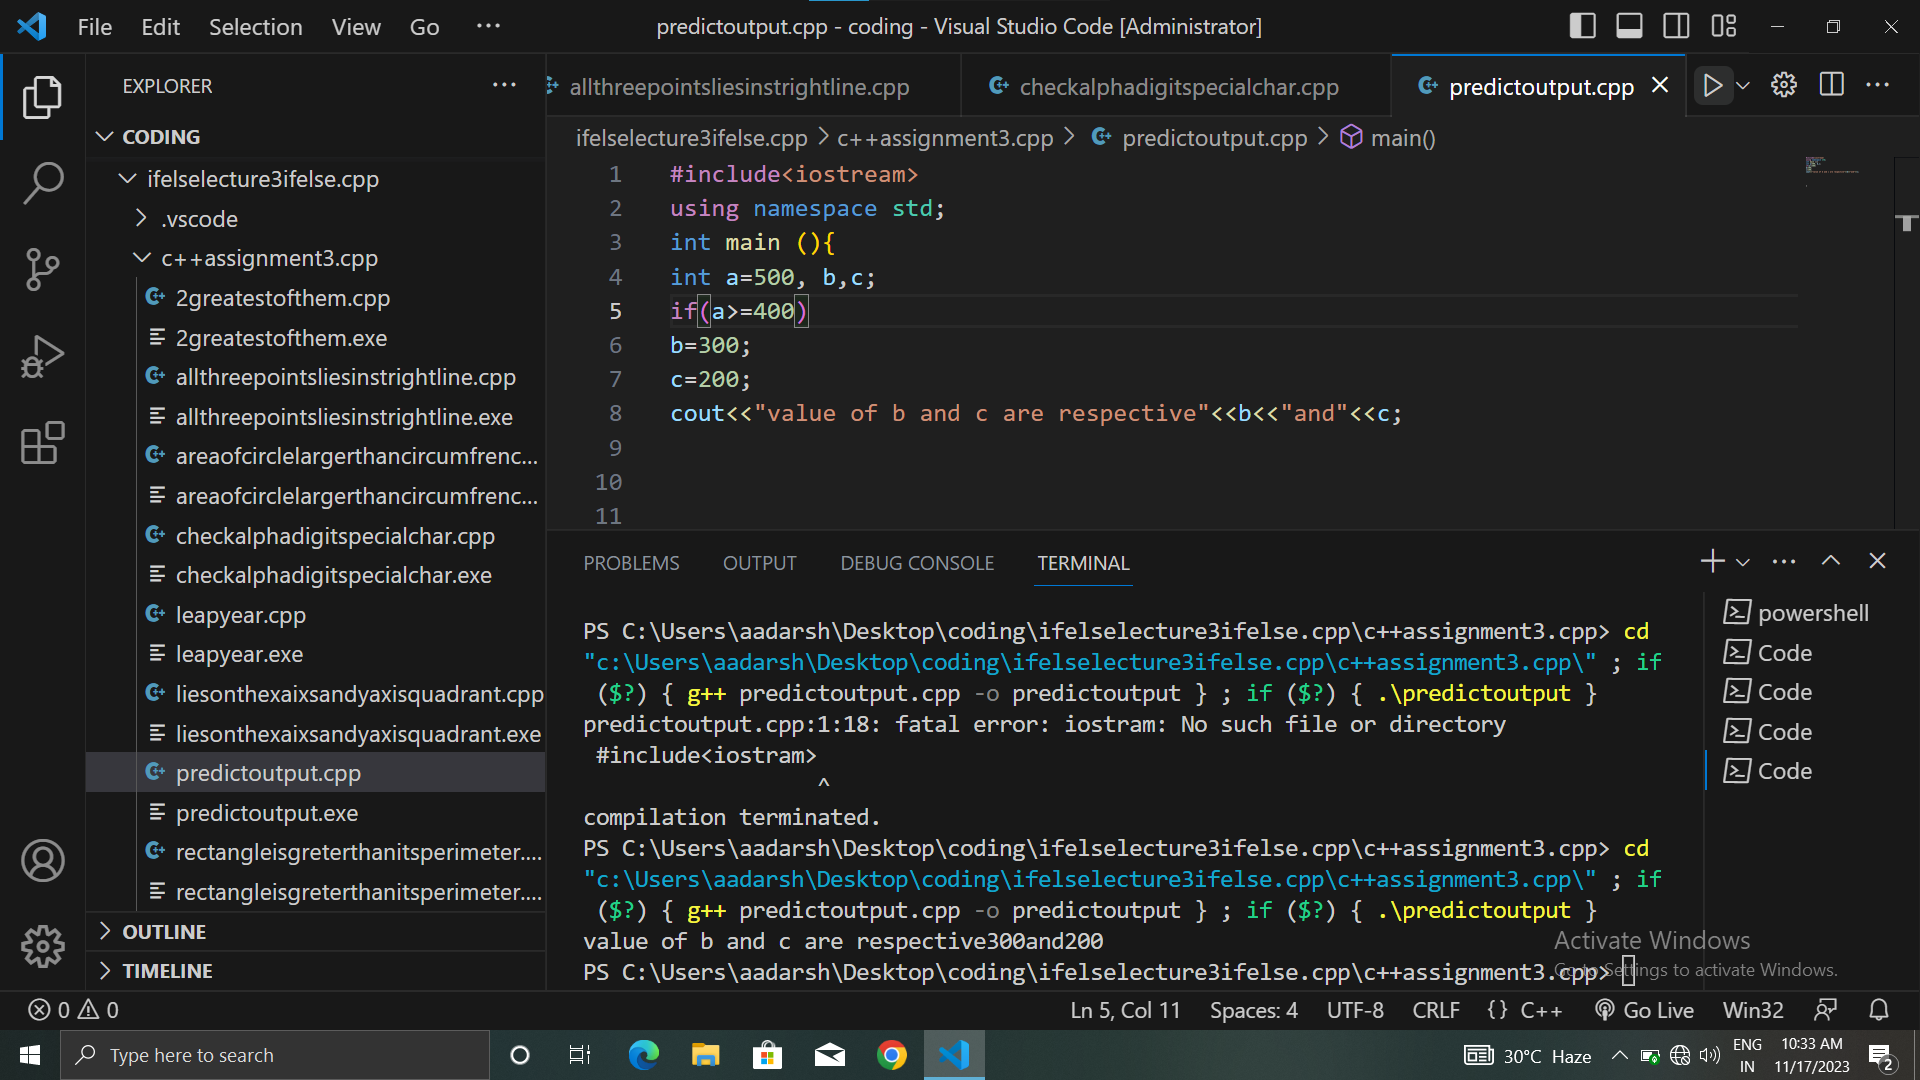 File Edit Selection View Go ···
predictoutput.cpp - coding - Visual Studio Code [Administrator]
EXPLORER
allthreepointsliesinstrightline.cpp
checkalphadigitspecialchar.cpp
predictoutput.cpp
CODING
ifelselecture3ifelse.cpp
.vscode
c++assignment3.cpp
2greatestofthem.cpp
2greatestofthem.exe
allthreepointsliesinstrightline.cpp
allthreepointsliesinstrightline.exe
areaofcirclelargerthancircumfrenc...
areaofcirclelargerthancircumfrenc...
checkalphadigitspecialchar.cpp
checkalphadigitspecialchar.exe
leapyear.cpp
leapyear.exe
liesonthexaixsandyaxisquadrant.cpp
liesonthexaixsandyaxisquadrant.exe
predictoutput.cpp
predictoutput.exe
rectangleisgreterthanitsperimeter....
rectangleisgreterthanitsperimeter....
OUTLINE
TIMELINE
ifelselecture3ifelse.cpp > c++assignment3.cpp > predictoutput.cpp > main()
1 #include<iostream>
2 using namespace std;
3 int main (){
4 int a=500, b,c;
5 if(a>=400)
6 b=300;
7 c=200;
8 cout<<"value of b and c are respective"<<b<<"and"<<c;
9
10
11
PROBLEMS OUTPUT DEBUG CONSOLE TERMINAL
PS C:\Users\aadarsh\Desktop\coding\ifelselecture3ifelse.cpp\c++assignment3.cpp> cd
"c:\Users\aadarsh\Desktop\coding\ifelselecture3ifelse.cpp\c++assignment3.cpp\" ; if
($?) { g++ predictoutput.cpp -o predictoutput } ; if ($?) { .\predictoutput }
predictoutput.cpp:1:18: fatal error: iostram: No such file or directory
#include<iostram>
^
compilation terminated.
PS C:\Users\aadarsh\Desktop\coding\ifelselecture3ifelse.cpp\c++assignment3.cpp> cd
"c:\Users\aadarsh\Desktop\coding\ifelselecture3ifelse.cpp\c++assignment3.cpp\" ; if
($?) { g++ predictoutput.cpp -o predictoutput } ; if ($?) { .\predictoutput }
value of b and c are respective300and200
PS C:\Users\aadarsh\Desktop\coding\ifelselecture3ifelse.cpp\c++assignment3.cpp>
powershell
Code
Code
Code
Code
Activate Windows
Go to Settings to activate Windows.
0 0
Ln 5, Col 11 Spaces: 4 UTF-8 CRLF {} C++ Go Live Win32
Type here to search
30°C Haze
ENG
IN
10:33 AM
11/17/2023
2